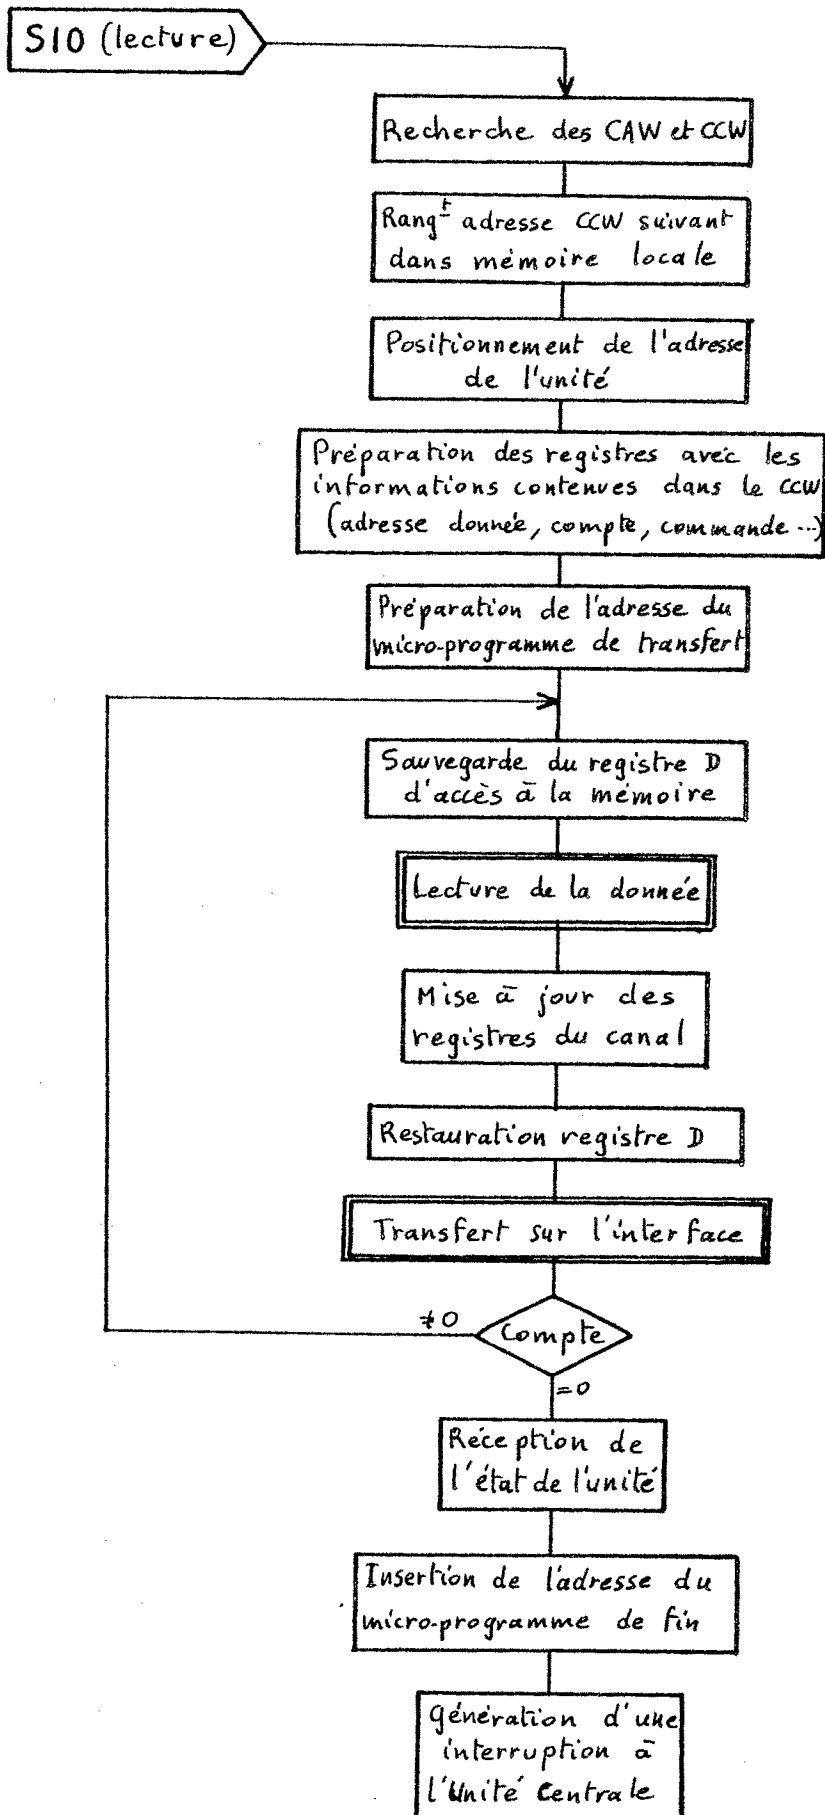 SIO (lecture)
Recherche des CAW et CCW
Rangt adresse CCW suivant
dans mémoire locale
Positionnement de l'adresse
de l'unité
Préparation des registres avec les
informations contenues dans le CCW
(adresse donnée, compte, commande ...)
Préparation de l'adresse du
micro-programme de transfert
Sauvegarde du registre D
d'accès à la mémoire
Lecture de la donnée
Mise à jour des
registres du canal
Restauration registre D
Transfert sur l'interface
≠0
Compte
=0
Réception de
l'état de l'unité
Insertion de l'adresse du
micro-programme de fin
Génération d'une
interruption à
l'Unité Centrale